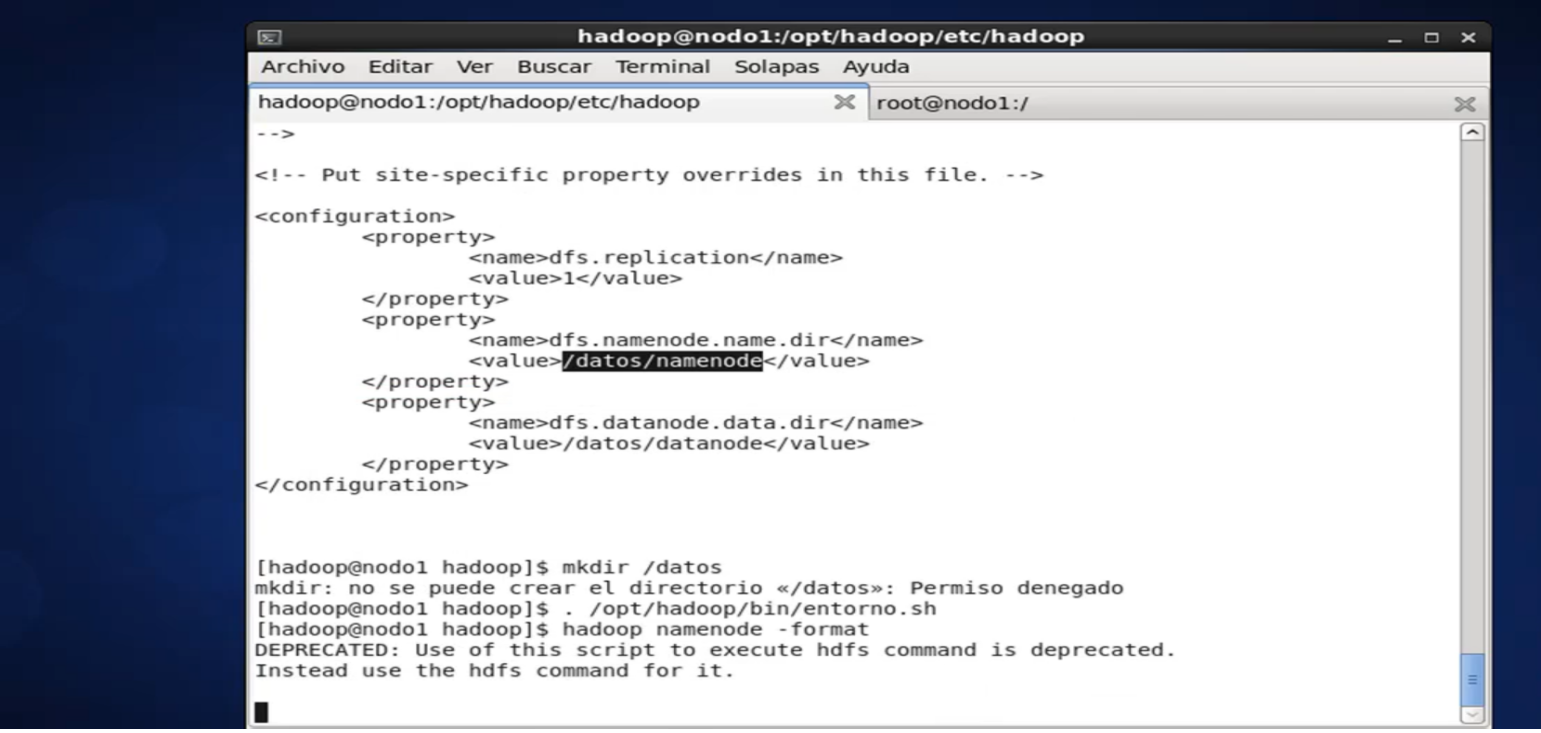 hadoop@nodo1:/opt/hadoop/etc/hadoop
Archivo Editar Ver Buscar Terminal Solapas Ayuda
hadoop@nodo1:/opt/hadoop/etc/hadoop
root@nodo1:/
-->
<!-- Put site-specific property overrides in this file. -->
<configuration>
<property>
<name>dfs.replication</name>
<value>1</value>
</property>
<property>
<name>dfs.namenode.name.dir</name>
<value>/datos/namenode</value>
</property>
<property>
<name>dfs.datanode.data.dir</name>
<value>/datos/datanode</value>
</property>
</configuration>
[hadoop@nodo1 hadoop]$ mkdir /datos
mkdir: no se puede crear el directorio «/datos»: Permiso denegado
[hadoop@nodo1 hadoop]$ . /opt/hadoop/bin/entorno.sh
[hadoop@nodo1 hadoop]$ hadoop namenode -format
DEPRECATED: Use of this script to execute hdfs command is deprecated.
Instead use the hdfs command for it.